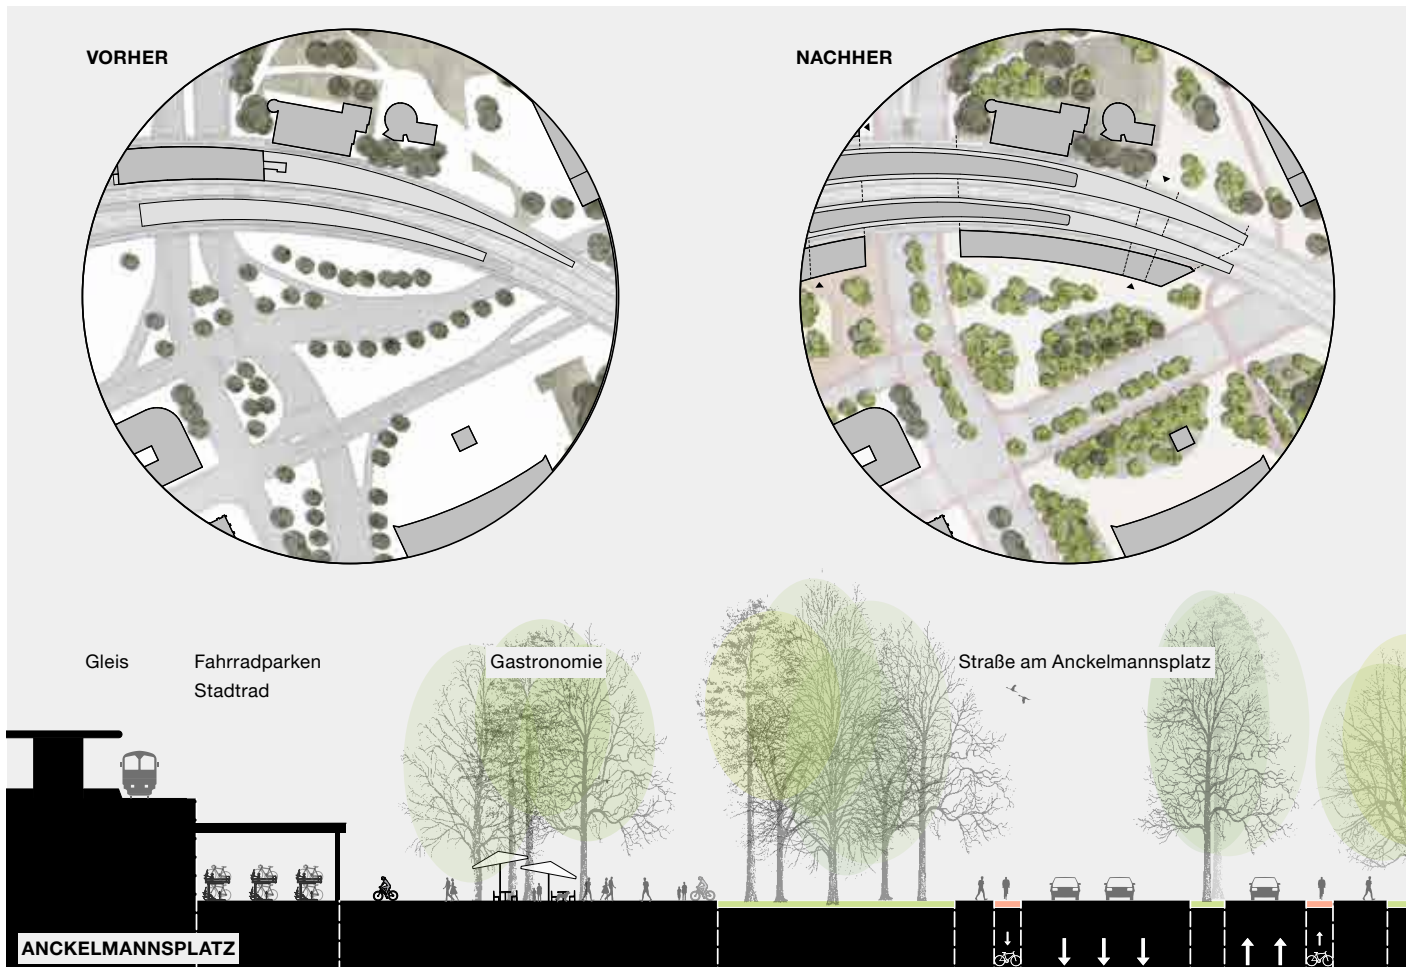 VORHER
NACHHER
Gleis
Fahrradparken
Stadtrad
Gastronomie
Straße am Anckelmannsplatz
ANCKELMANNSPLATZ